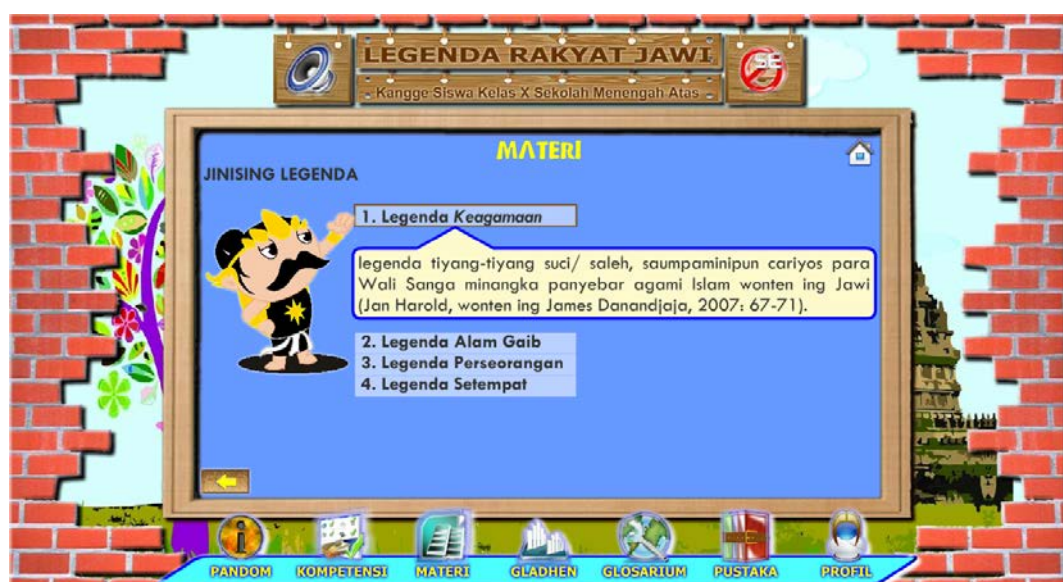 LEGENDA RAKYAT JAWI
Kangge Siswa Kelas X Sekolah Menengah Atas
SE
MATERI
JINISING LEGENDA
1. Legenda Keagamaan
legenda tiyang-tiyang suci/ saleh, saumpaminipun cariyos para
Wali Sanga minangka panyebar agami Islam wonten ing Jawi
(Jan Harold, wonten ing James Danandjaja, 2007: 67-71).
2. Legenda Alam Gaib
3. Legenda Perseorangan
4. Legenda Setempat
PANDOM KOMPETENSI MATERI GLADHEN GLOSARIUM PUSTAKA PROFIL